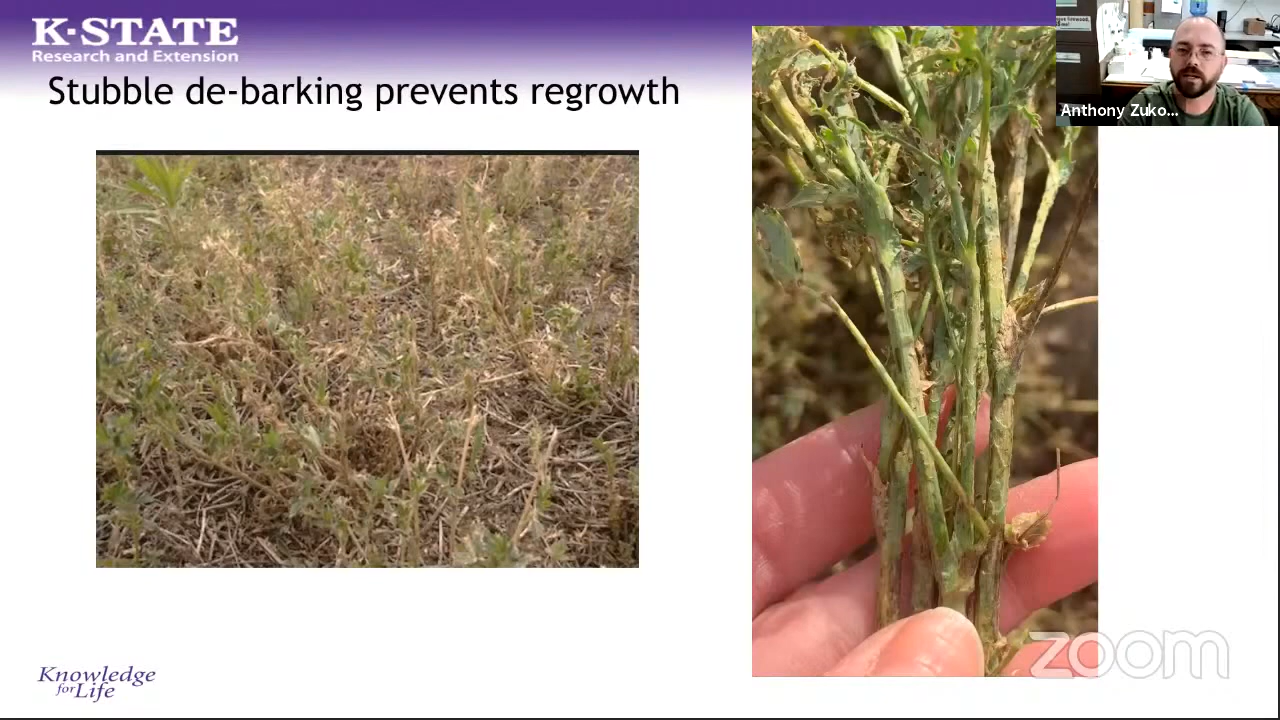 K-STATE
Research and Extension
Stubble de-barking prevents regrowth
Anthony Zuko...
Knowledge
for Life
zoom